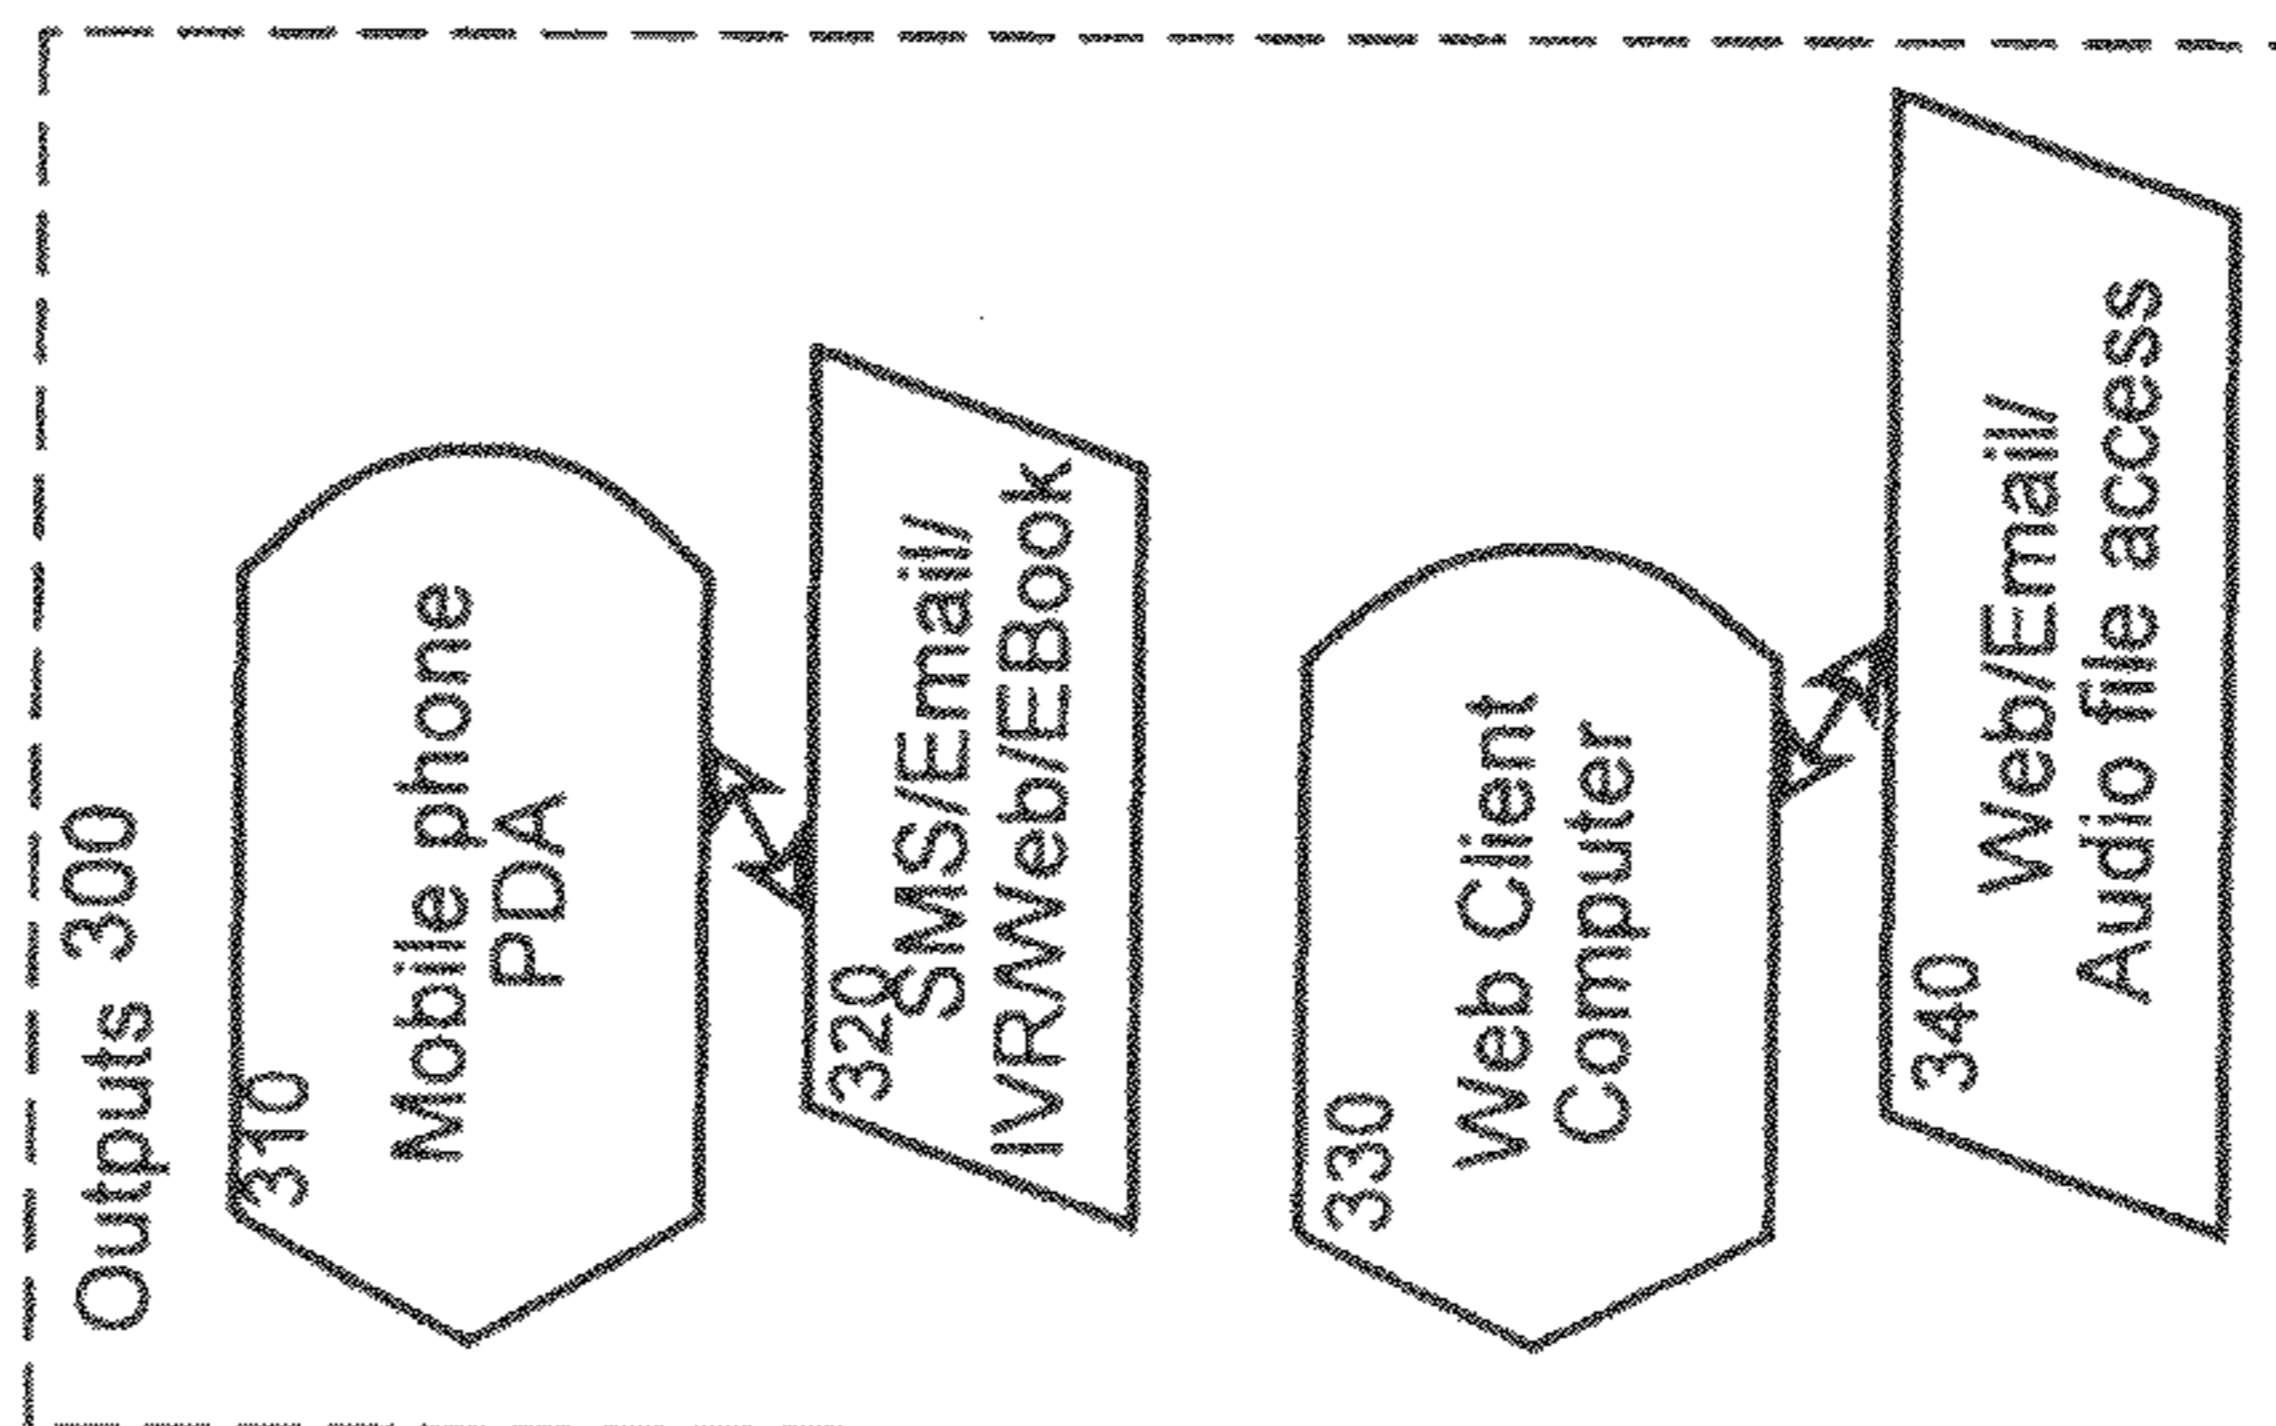 Outputs 300
310
Mobile phone
PDA
320
SMS/Email/
IVR/Web/EBook
330
Web Client
Computer
340
Web/Email/
Audio file access